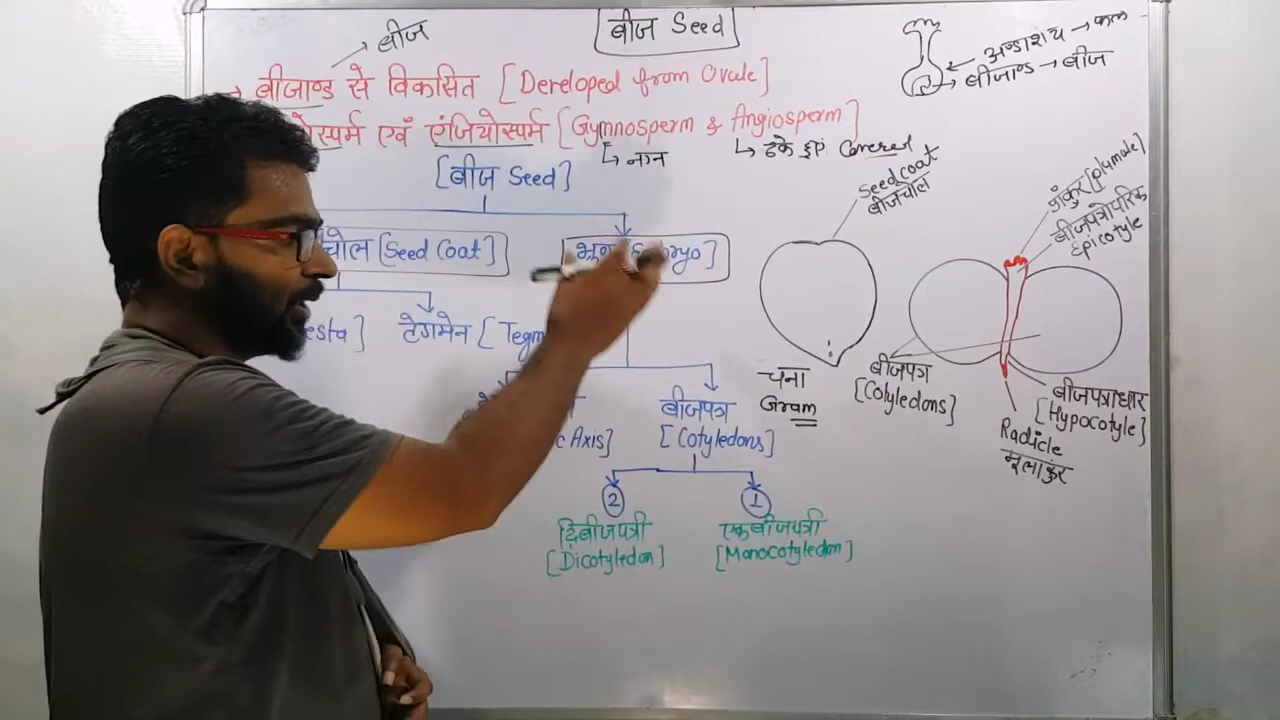 बीज Seed
→ बीज
बीजाण्ड से विकसित [Developed from Ovule]
स्पर्म एवं एंजियोस्पर्म [Gymnosperm & Angiosperm]
↳ नग्न
↳ ढके हुए Covered
[बीज Seed]
चोल [Seed Coat]
esta]
टेगमेन [Tegm
c Axis]
बीजपत्र
[Cotyledons]
2
1
द्विबीजपत्री
[Dicotyledon]
एकबीजपत्री
[Monocotyledon]
अण्डाशय → फल
बीजाण्ड → बीज
Seed coat
बीजचोल
चना
Gram
[plumule]
बीजपत्रोपरिक
Epicotyle
बीजपत्र
[Cotyledons]
बीजपत्राधार
[Hypocotyle]
Radicle
मूलांकुर